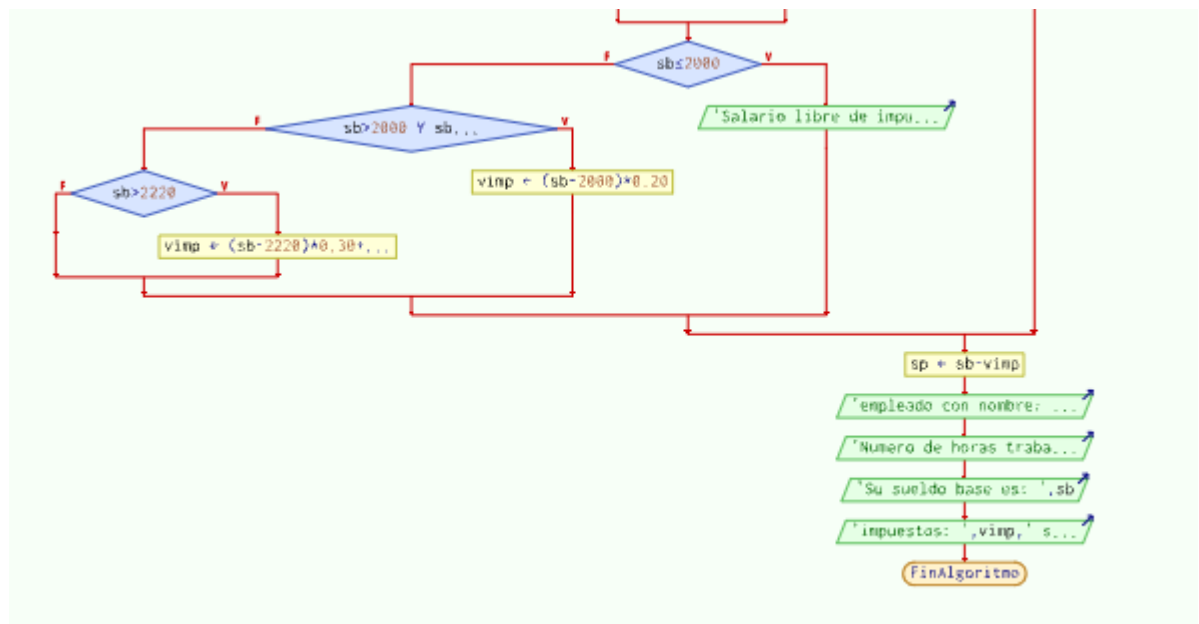 sb≤2000
F
V
'Salario libre de impu...
sb>2000 Y sb...
F
V
vimp ← (sb-2000)*0.20
sb>2220
F
V
vimp ← (sb-2220)*0.30+...
sp ← sb-vimp
'empleado con nombre: ...
'Numero de horas traba...
'Su sueldo base es: ',sb
'impuestos: ',vimp,' s...
FinAlgoritmo